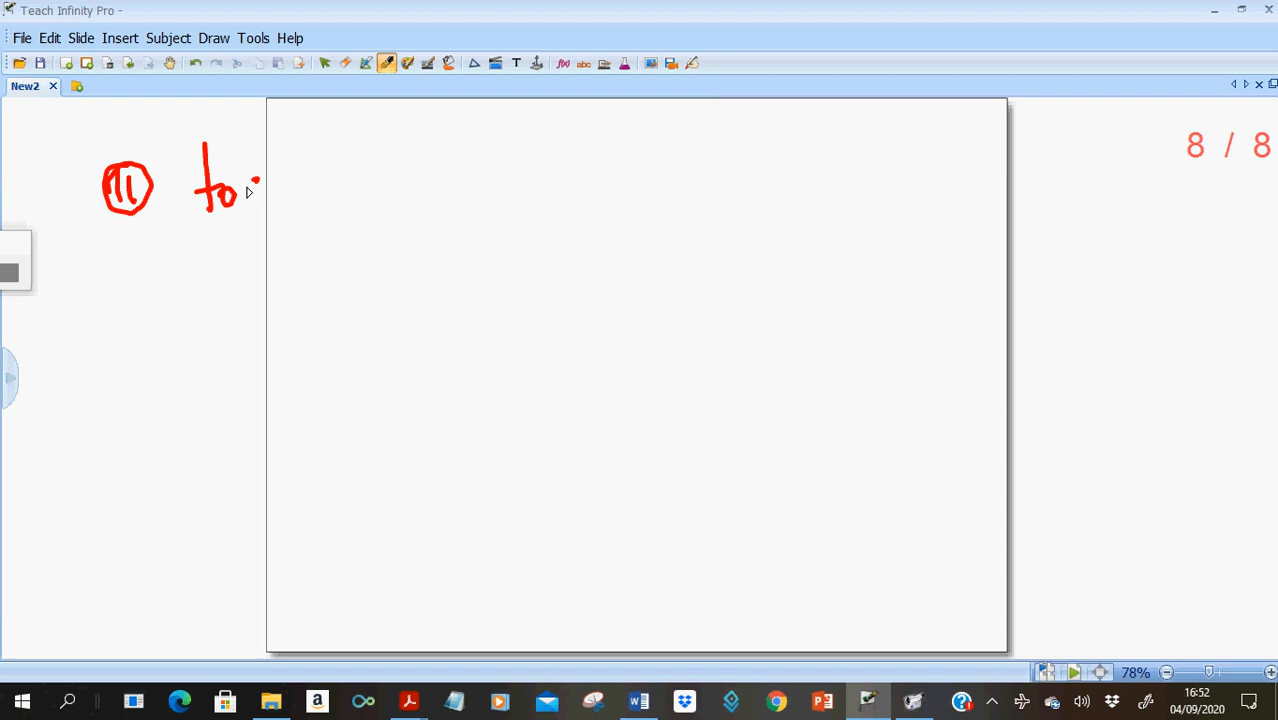 Teach Infinity Pro -
File Edit Slide Insert Subject Draw Tools Help
New2
8 / 8
to
78%
16:52
04/09/2020